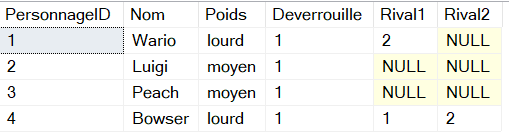 PersonnageID Nom Poids Deverrouille Rival1 Rival2
1 Wario lourd 1 2 NULL
2 Luigi moyen 1 NULL NULL
3 Peach moyen 1 NULL NULL
4 Bowser lourd 1 1 2